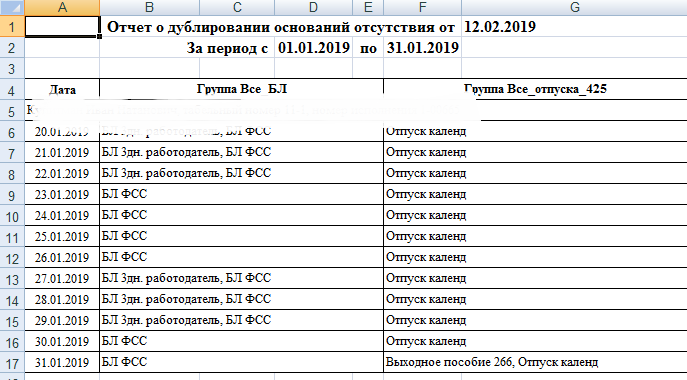 A B C D E F G
1 Отчет о дублировании оснований отсутствия от 12.02.2019
2 За период с 01.01.2019 по 31.01.2019
3
4 Дата Группа Все_БЛ Группа Все_отпуска_425
5
6 20.01.2019 БЛ 3дн. работодатель, БЛ ФСС Отпуск календ
7 21.01.2019 БЛ 3дн. работодатель, БЛ ФСС Отпуск календ
8 22.01.2019 БЛ 3дн. работодатель, БЛ ФСС Отпуск календ
9 23.01.2019 БЛ ФСС Отпуск календ
10 24.01.2019 БЛ ФСС Отпуск календ
11 25.01.2019 БЛ ФСС Отпуск календ
12 26.01.2019 БЛ ФСС Отпуск календ
13 27.01.2019 БЛ 3дн. работодатель, БЛ ФСС Отпуск календ
14 28.01.2019 БЛ 3дн. работодатель, БЛ ФСС Отпуск календ
15 29.01.2019 БЛ 3дн. работодатель, БЛ ФСС Отпуск календ
16 30.01.2019 БЛ ФСС Отпуск календ
17 31.01.2019 БЛ ФСС Выходное пособие 266, Отпуск календ